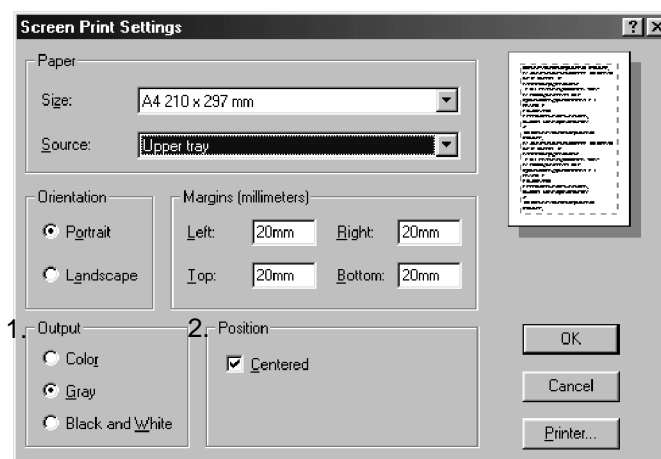 Screen Print Settings
Paper
Size: A4 210 x 297 mm
Source: Upper tray
Orientation
Portrait
Landscape
Margins (millimeters)
Left: 20mm Right: 20mm
Top: 20mm Bottom: 20mm
1. Output
Color
Gray
Black and White
2. Position
Centered
OK
Cancel
Printer...